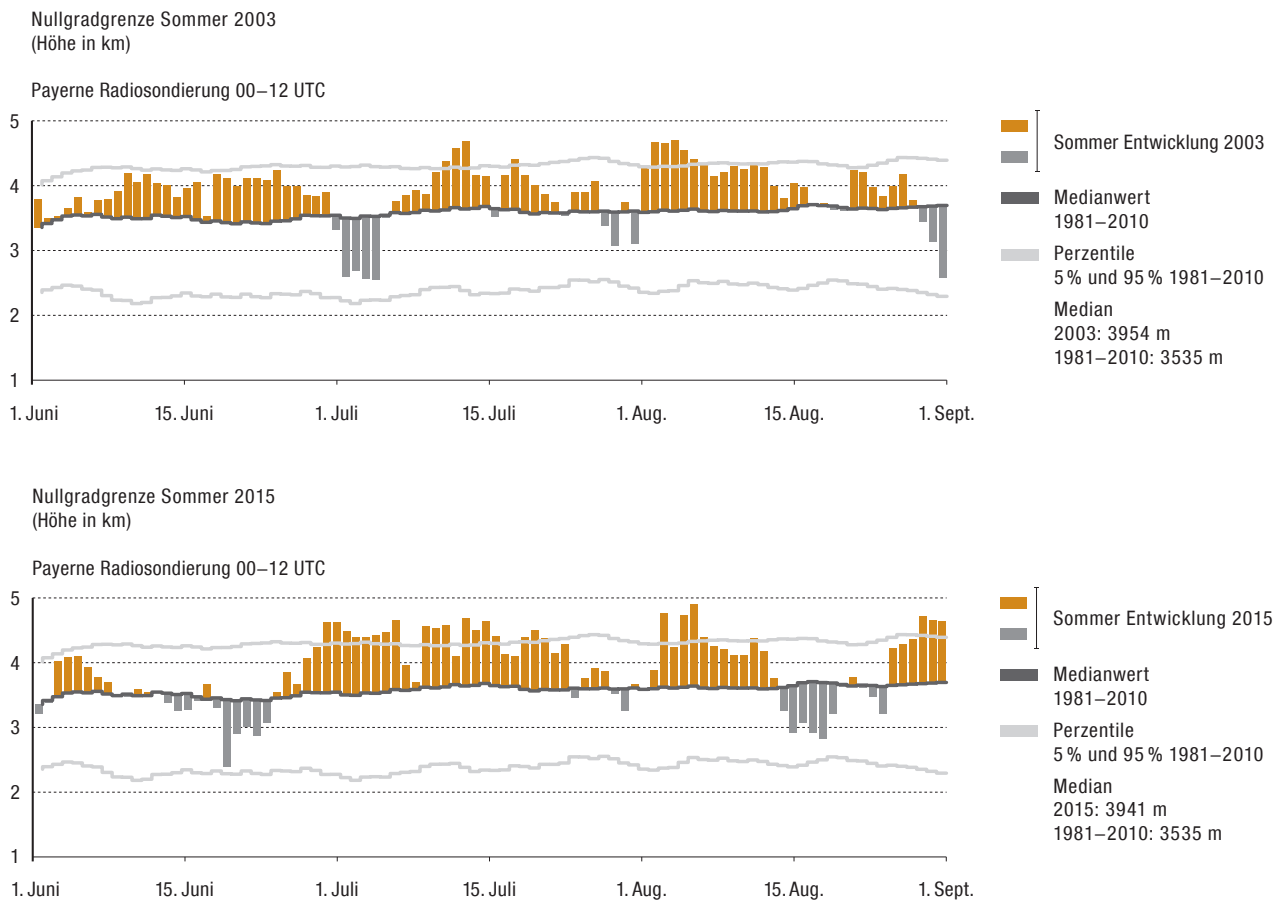 Nullgradgrenze Sommer 2003
(Höhe in km)
Payerne Radiosondierung 00–12 UTC
5
4
3
2
1
1. Juni
15. Juni
1. Juli
15. Juli
1. Aug.
15. Aug.
1. Sept.
Sommer Entwicklung 2003
Medianwert
1981–2010
Perzentile
5 % und 95 % 1981–2010
Median
2003: 3954 m
1981–2010: 3535 m
Nullgradgrenze Sommer 2015
(Höhe in km)
Payerne Radiosondierung 00–12 UTC
5
4
3
2
1
1. Juni
15. Juni
1. Juli
15. Juli
1. Aug.
15. Aug.
1. Sept.
Sommer Entwicklung 2015
Medianwert
1981–2010
Perzentile
5 % und 95 % 1981–2010
Median
2015: 3941 m
1981–2010: 3535 m